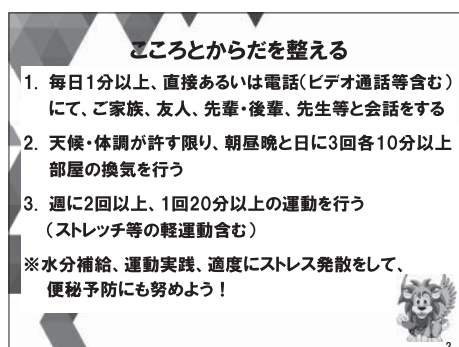 こころとからだを整える
1. 毎日1分以上、直接あるいは電話(ビデオ通話等含む)
にて、ご家族、友人、先輩・後輩、先生等と会話をする
2. 天候・体調が許す限り、朝昼晩と日に3回各10分以上
部屋の換気を行う
3. 週に2回以上、1回20分以上の運動を行う
(ストレッチ等の軽運動含む)
※水分補給、運動実践、適度にストレス発散をして、
便秘予防にも努めよう!
2